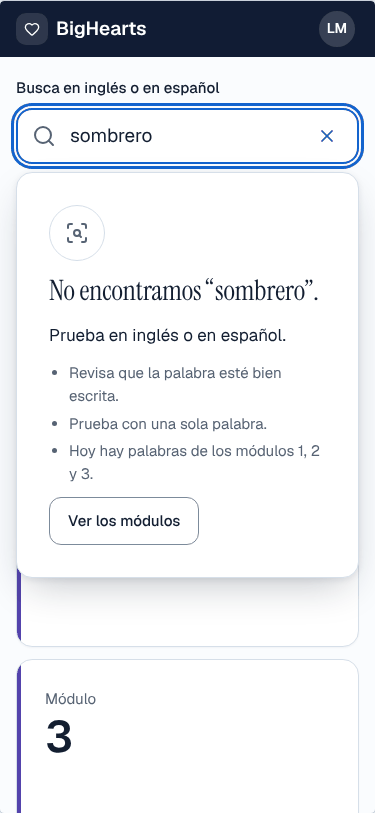 BigHearts
LM
Busca en inglés o en español
sombrero
No encontramos “sombrero”.
Prueba en inglés o en español.
• Revisa que la palabra esté bien
escrita.
• Prueba con una sola palabra.
• Hoy hay palabras de los módulos 1, 2
y 3.
Ver los módulos
Módulo
3